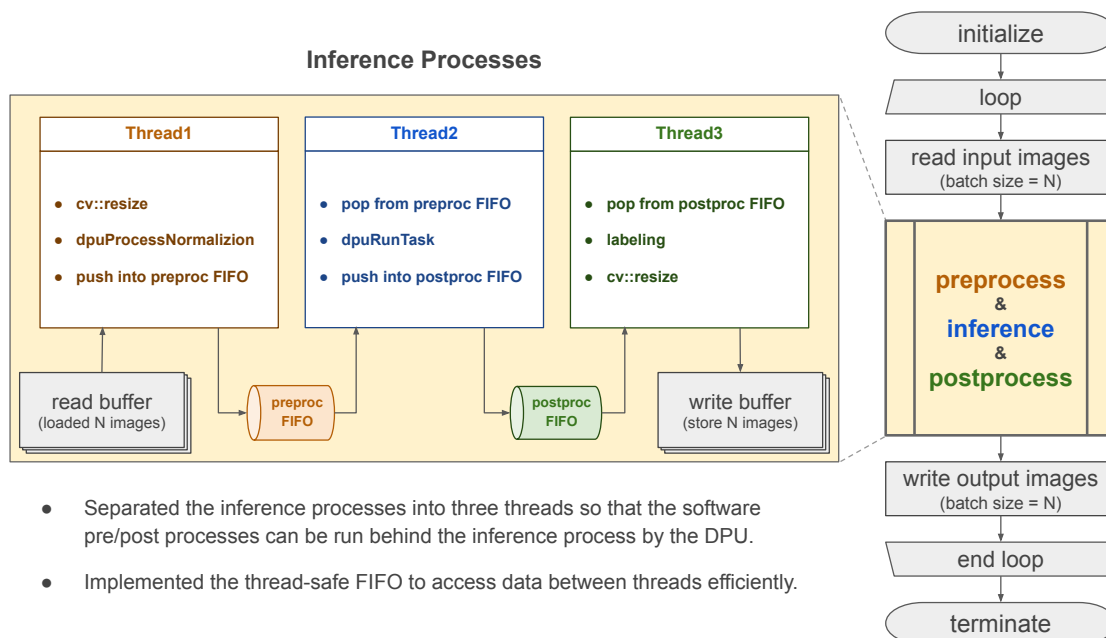 Inference Processes
Thread1
● cv::resize
● dpuProcessNormalizion
● push into preproc FIFO
Thread2
● pop from preproc FIFO
● dpuRunTask
● push into postproc FIFO
Thread3
● pop from postproc FIFO
● labeling
● cv::resize
read buffer
(loaded N images)
preproc
FIFO
postproc
FIFO
write buffer
(store N images)
● Separated the inference processes into three threads so that the software
pre/post processes can be run behind the inference process by the DPU.
● Implemented the thread-safe FIFO to access data between threads efficiently.
initialize
loop
read input images
(batch size = N)
preprocess
&
inference
&
postprocess
write output images
(batch size = N)
end loop
terminate